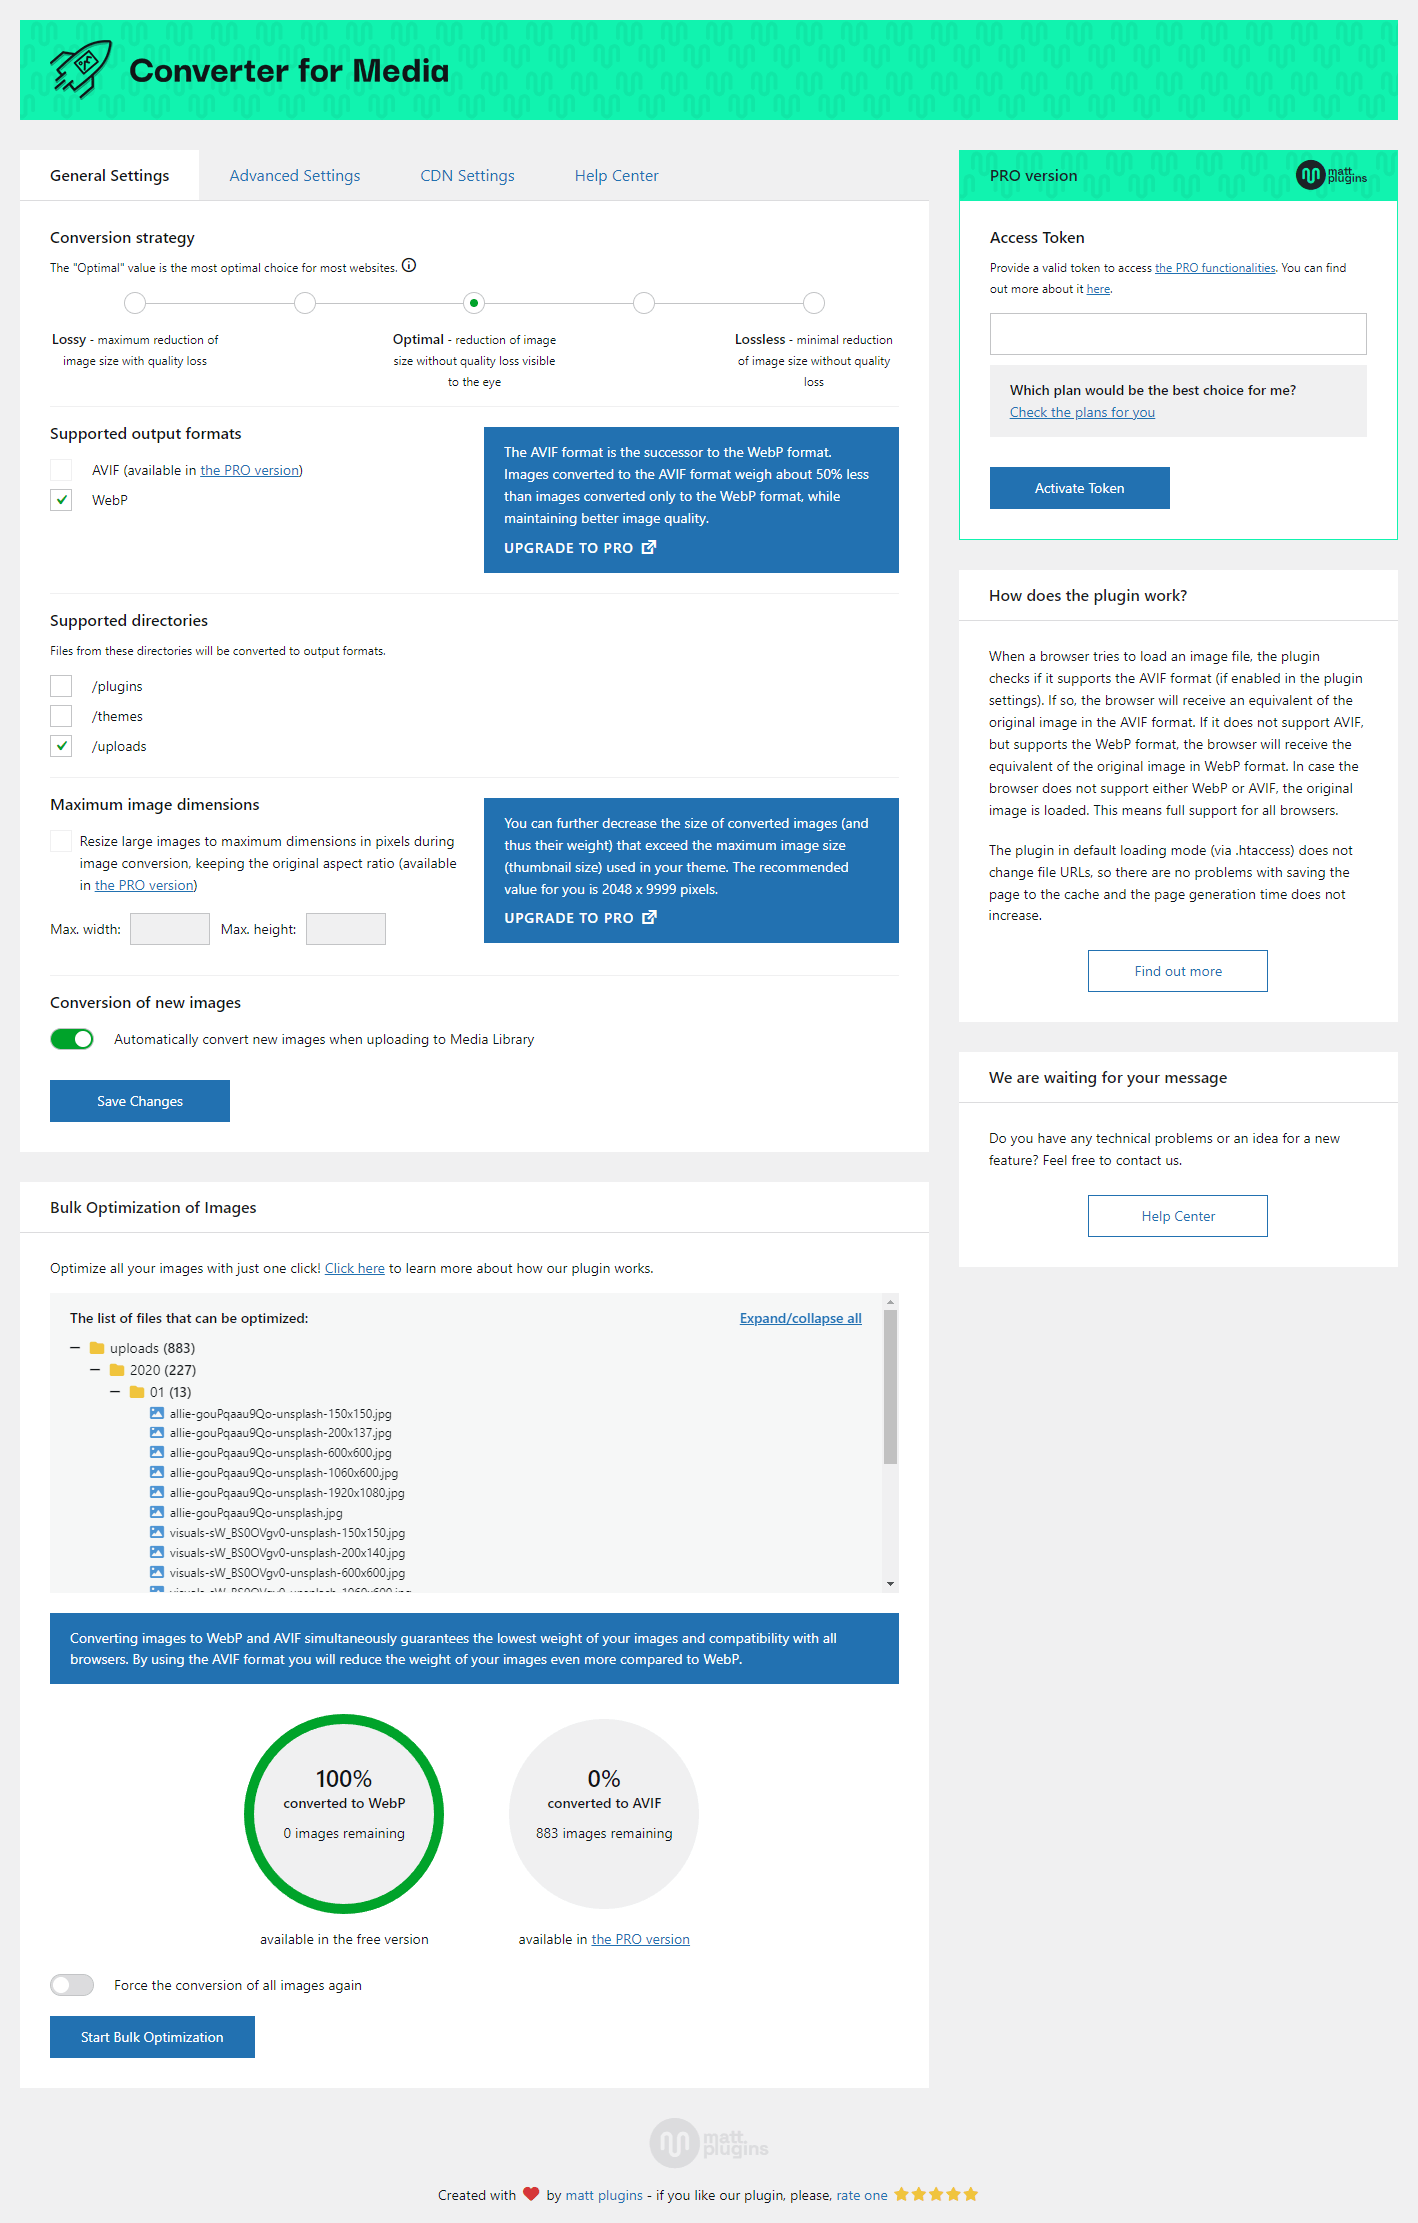 Converter for Media
General Settings
Advanced Settings
CDN Settings
Help Center
Conversion strategy
The "Optimal" value is the most optimal choice for most websites.
Lossy - maximum reduction of
image size with quality loss
Optimal - reduction of image
size without quality loss visible
to the eye
Lossless - minimal reduction
of image size without quality
loss
Supported output formats
AVIF (available in the PRO version)
WebP
The AVIF format is the successor to the WebP format.
Images converted to the AVIF format weigh about 50% less
than images converted only to the WebP format, while
maintaining better image quality.
UPGRADE TO PRO
Supported directories
Files from these directories will be converted to output formats.
/plugins
/themes
/uploads
Maximum image dimensions
Resize large images to maximum dimensions in pixels during
image conversion, keeping the original aspect ratio (available
in the PRO version)
Max. width:
Max. height:
You can further decrease the size of converted images (and
thus their weight) that exceed the maximum image size
(thumbnail size) used in your theme. The recommended
value for you is 2048 x 9999 pixels.
UPGRADE TO PRO
Conversion of new images
Automatically convert new images when uploading to Media Library
Save Changes
Bulk Optimization of Images
Optimize all your images with just one click! Click here to learn more about how our plugin works.
The list of files that can be optimized:
Expand/collapse all
uploads (883)
2020 (227)
01 (13)
allie-gouPqaau9Qo-unsplash-150x150.jpg
allie-gouPqaau9Qo-unsplash-200x137.jpg
allie-gouPqaau9Qo-unsplash-600x600.jpg
allie-gouPqaau9Qo-unsplash-1060x600.jpg
allie-gouPqaau9Qo-unsplash-1920x1080.jpg
allie-gouPqaau9Qo-unsplash.jpg
visuals-sW_BS0OVgv0-unsplash-150x150.jpg
visuals-sW_BS0OVgv0-unsplash-200x140.jpg
visuals-sW_BS0OVgv0-unsplash-600x600.jpg
visuals-sW_BS0OVgv0-unsplash-1060x600.jpg
Converting images to WebP and AVIF simultaneously guarantees the lowest weight of your images and compatibility with all
browsers. By using the AVIF format you will reduce the weight of your images even more compared to WebP.
100%
converted to WebP
0 images remaining
available in the free version
0%
converted to AVIF
883 images remaining
available in the PRO version
Force the conversion of all images again
Start Bulk Optimization
PRO version
matt
plugins
Access Token
Provide a valid token to access the PRO functionalities. You can find
out more about it here.
Which plan would be the best choice for me?
Check the plans for you
Activate Token
How does the plugin work?
When a browser tries to load an image file, the plugin
checks if it supports the AVIF format (if enabled in the plugin
settings). If so, the browser will receive an equivalent of the
original image in the AVIF format. If it does not support AVIF,
but supports the WebP format, the browser will receive the
equivalent of the original image in WebP format. In case the
browser does not support either WebP or AVIF, the original
image is loaded. This means full support for all browsers.
The plugin in default loading mode (via .htaccess) does not
change file URLs, so there are no problems with saving the
page to the cache and the page generation time does not
increase.
Find out more
We are waiting for your message
Do you have any technical problems or an idea for a new
feature? Feel free to contact us.
Help Center
matt
plugins
Created with by matt plugins - if you like our plugin, please, rate one